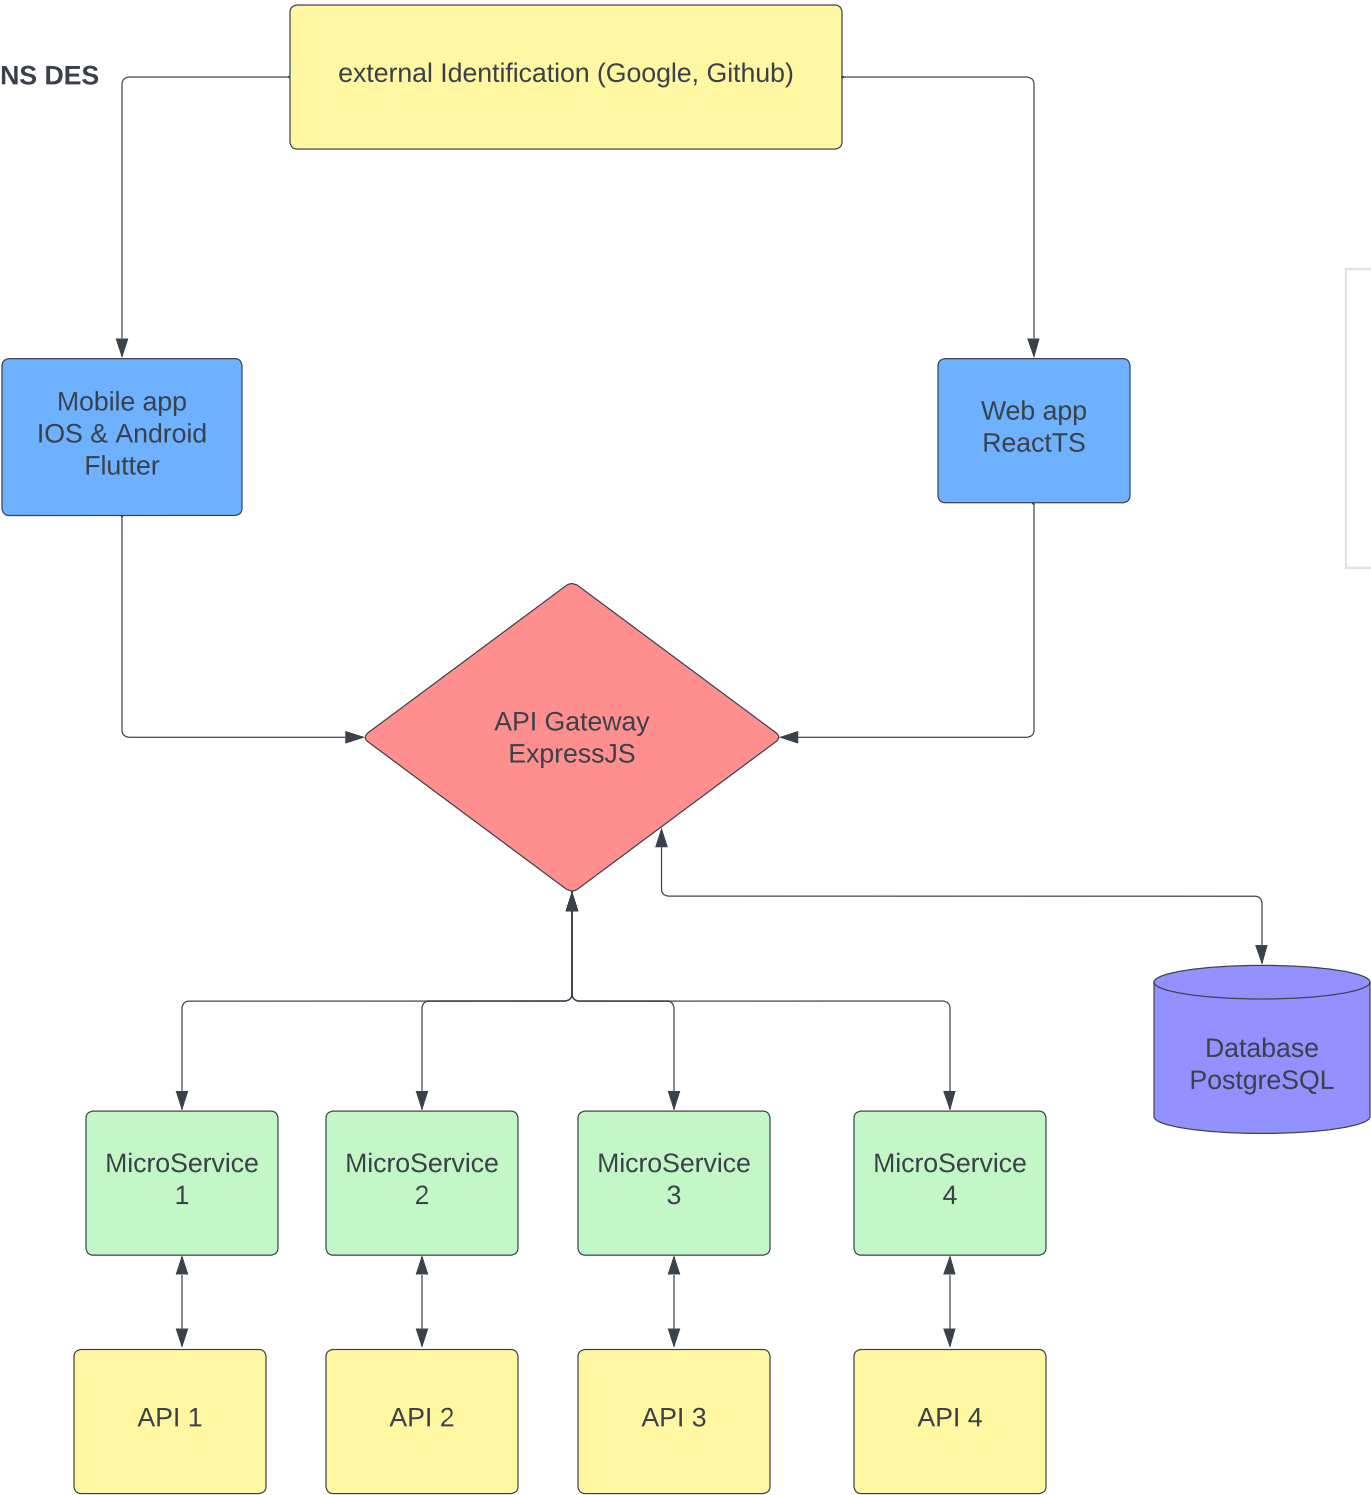 external Identification (Google, Github)
NS DES
Mobile app
IOS & Android
Flutter
Web app
ReactTS
API Gateway
ExpressJS
Database
PostgreSQL
MicroService
1
MicroService
2
MicroService
3
MicroService
4
API 1
API 2
API 3
API 4